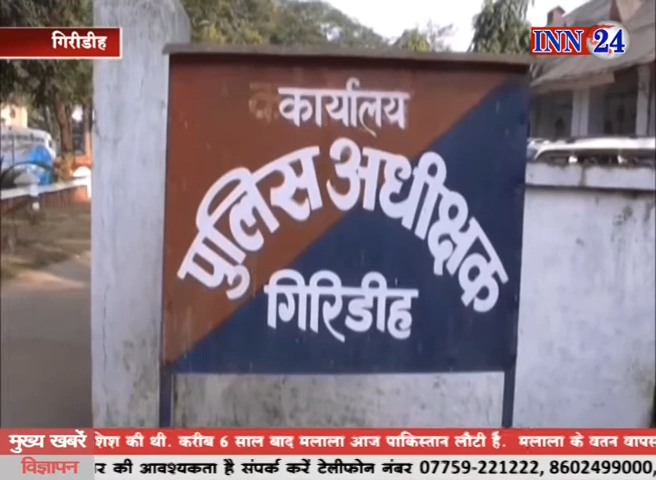 गिरीडीह
INN 24
कार्यालय
पुलिस अधीक्षक
गिरिडीह
मुख्य खबरें शिश की थी. करीब 6 साल बाद मलाला आज पाकिस्तान लौटी हैं. मलाला के वतन वापस
विज्ञापन र की आवश्यकता है संपर्क करें टेलीफोन नंबर 07759-221222, 8602499000,